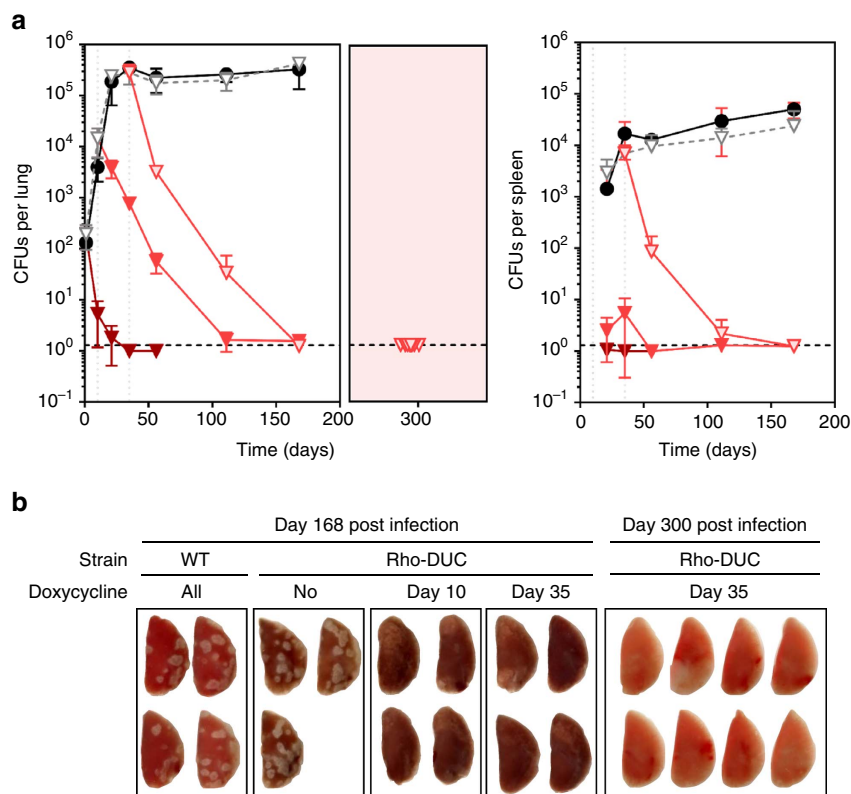 a
CFUs per lung
10⁶
10⁵
10⁴
10³
10²
10¹
10⁰
10⁻¹
0 50 100 150 200
300
Time (days)
CFUs per spleen
10⁶
10⁵
10⁴
10³
10²
10¹
10⁰
10⁻¹
0 50 100 150 200
Time (days)
b
Day 168 post infection Day 300 post infection
Strain WT Rho-DUC Rho-DUC
Doxycycline All No Day 10 Day 35 Day 35